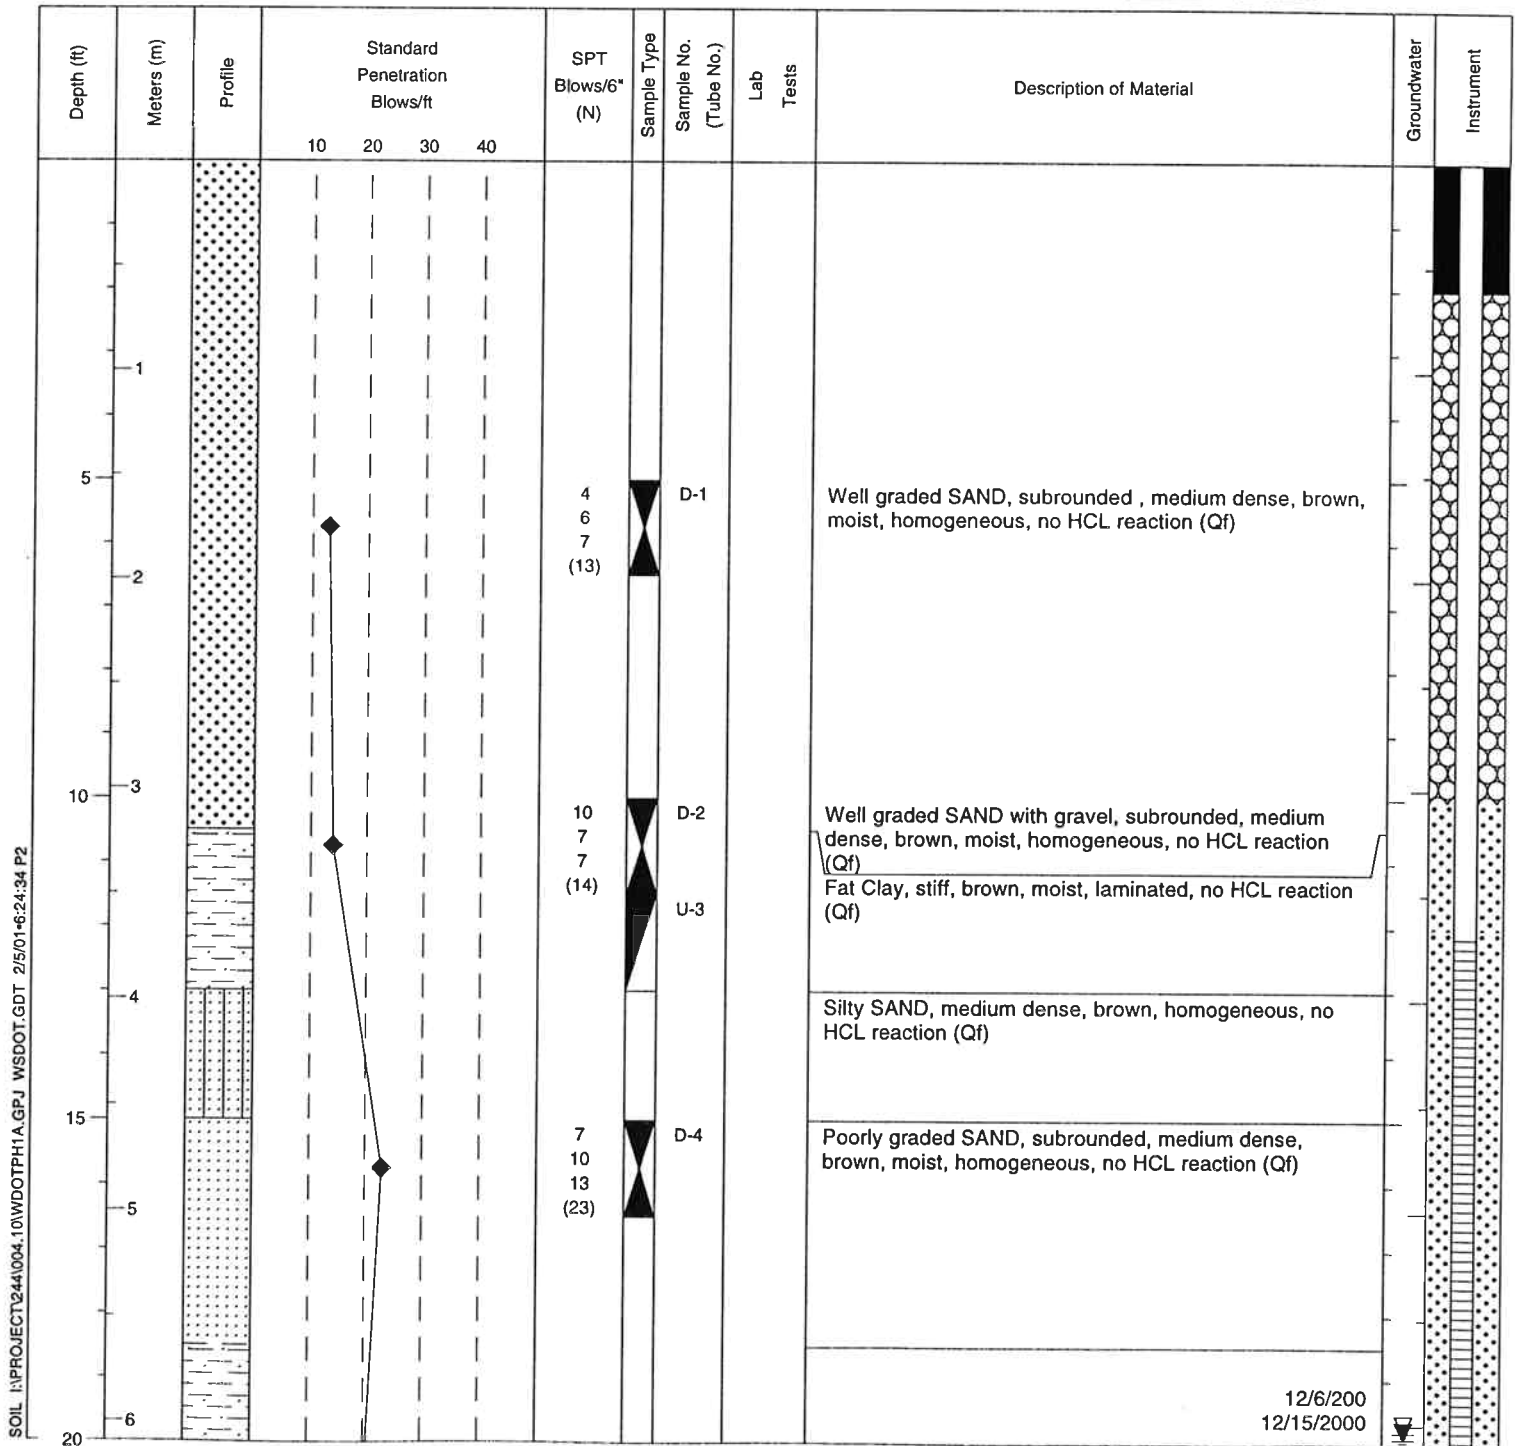 Depth (ft)
Meters (m)
Profile
Standard
Penetration
Blows/ft
10 20 30 40
SPT
Blows/6"
(N)
Sample Type
Sample No.
(Tube No.)
Lab
Tests
Description of Material
Groundwater
Instrument
1
5
4
6
7
(13)
D-1
Well graded SAND, subrounded , medium dense, brown,
moist, homogeneous, no HCL reaction (Qf)
2
3
10
10
7
7
(14)
D-2
Well graded SAND with gravel, subrounded, medium
dense, brown, moist, homogeneous, no HCL reaction
(Qf)
U-3
Fat Clay, stiff, brown, moist, laminated, no HCL reaction
(Qf)
4
Silty SAND, medium dense, brown, homogeneous, no
HCL reaction (Qf)
15
7
10
13
(23)
D-4
Poorly graded SAND, subrounded, medium dense,
brown, moist, homogeneous, no HCL reaction (Qf)
5
6
20
12/6/200
12/15/2000
SOIL I:\PROJECT\244\004.10\WDOTPH1A.GPJ WSDOT.GDT 2/5/01•6:24:34 P2